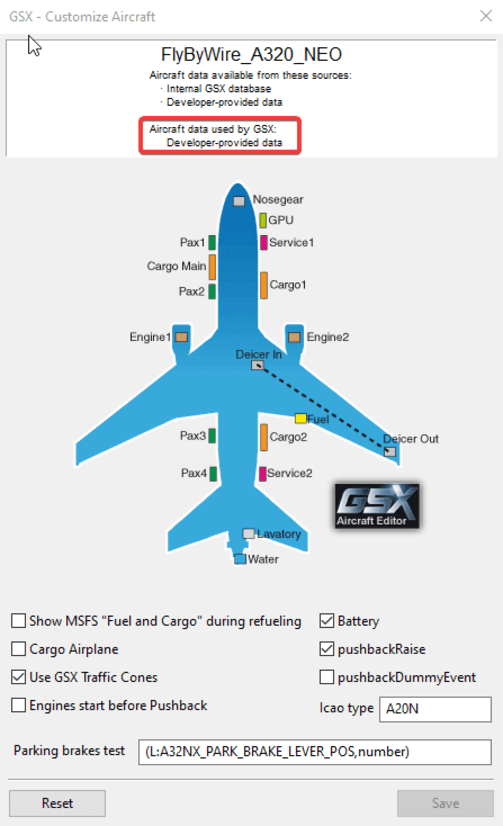 GSX - Customize Aircraft
FlyByWire_A320_NEO
Aircraft data available from these sources:
· Internal GSX database
· Developer-provided data
Aircraft data used by GSX:
Developer-provided data
Nosegear
GPU
Pax1
Service1
Cargo Main
Cargo1
Pax2
Engine1
Engine2
Deicer In
Fuel
Pax3
Cargo2
Deicer Out
Pax4
Service2
GSX
Aircraft Editor
Lavatory
Water
Show MSFS "Fuel and Cargo" during refueling
Battery
Cargo Airplane
pushbackRaise
Use GSX Traffic Cones
pushbackDummyEvent
Engines start before Pushback
Icao type A20N
Parking brakes test (L:A32NX_PARK_BRAKE_LEVER_POS,number)
Reset
Save